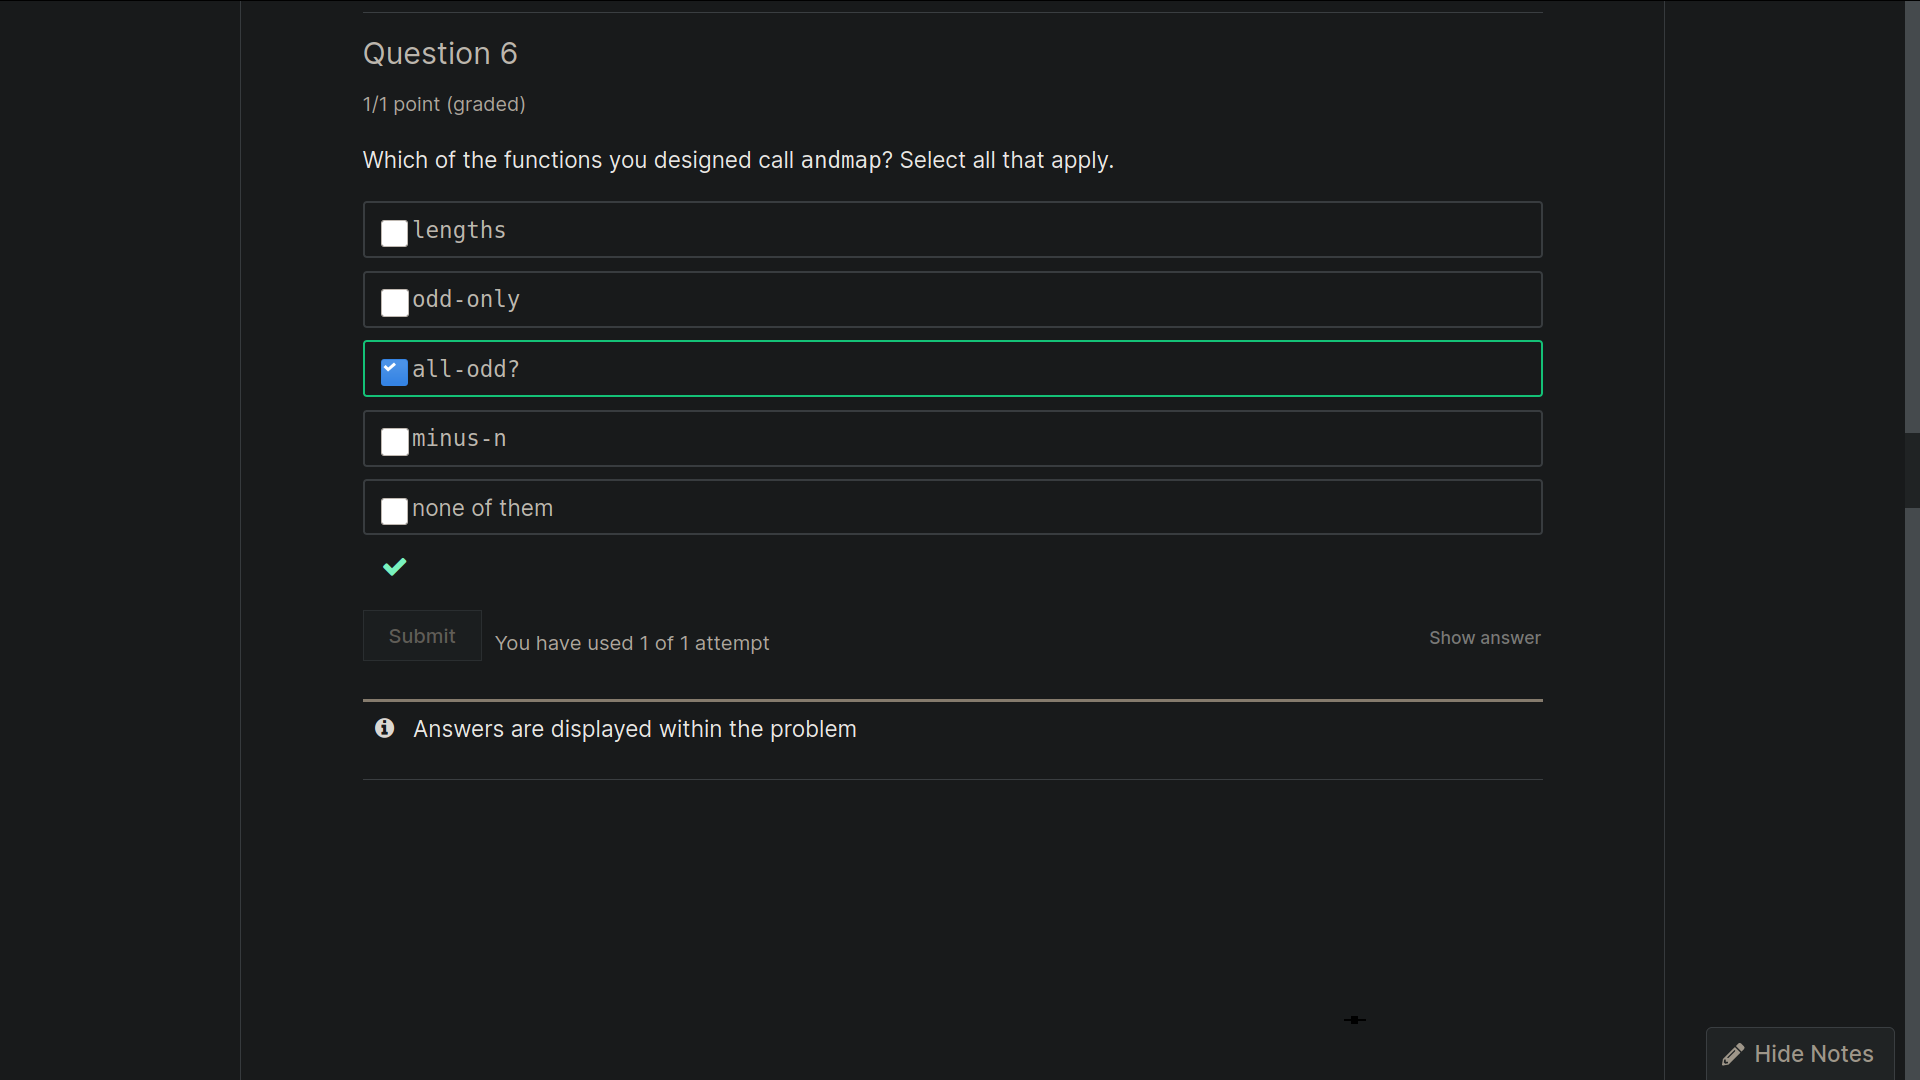 Question 6
1/1 point (graded)
Which of the functions you designed call andmap? Select all that apply.
lengths
odd-only
all-odd?
minus-n
none of them
Submit
You have used 1 of 1 attempt
Show answer
Answers are displayed within the problem
Hide Notes